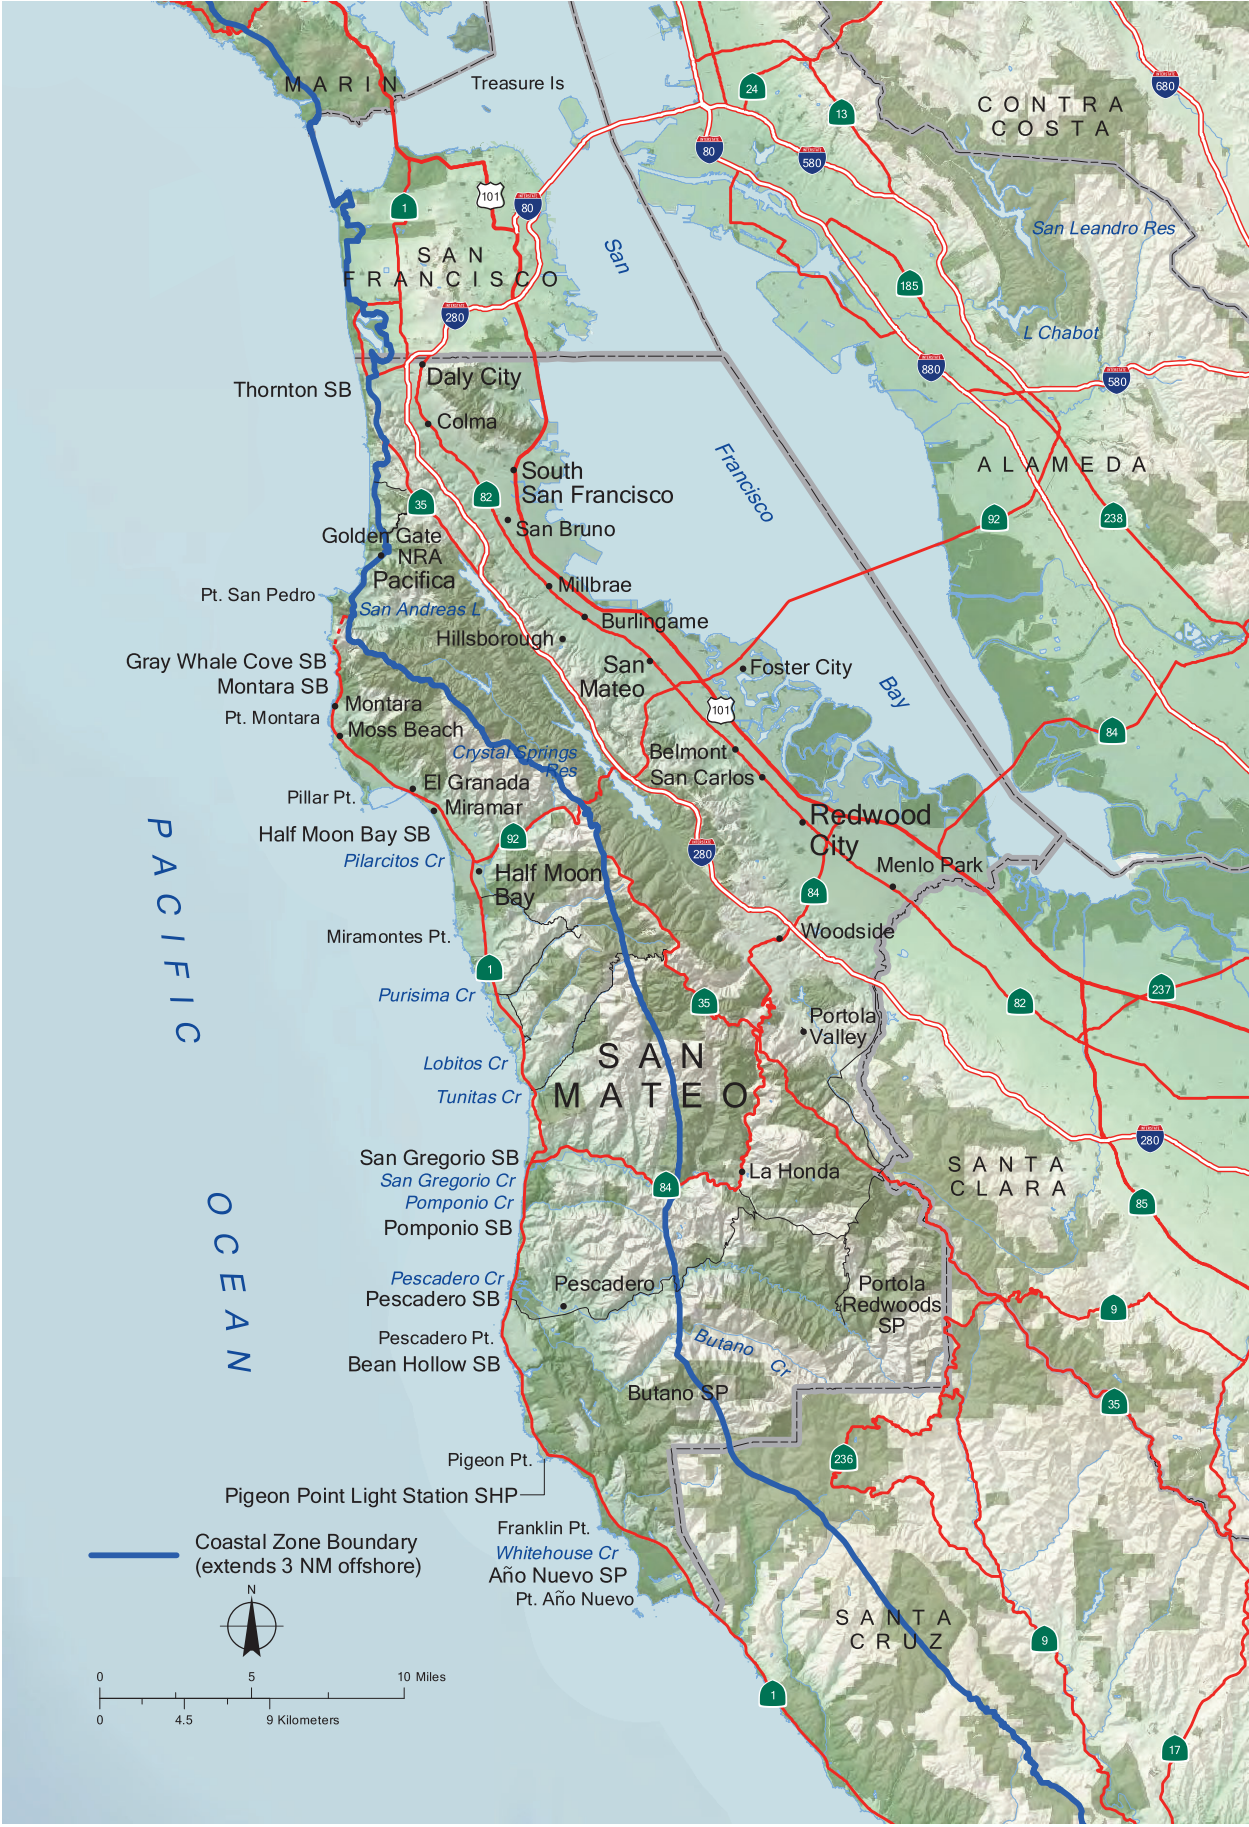 MARIN
Treasure Is
CONTRA
COSTA
680
24
13
80
580
101
1
80
San Leandro Res
SAN
FRANCISCO
San
185
280
L Chabot
880
580
Daly City
Thornton SB
Colma
Francisco
ALAMEDA
South
San Francisco
35
82
92
238
San Bruno
Golden Gate
NRA
Pacifica
Millbrae
Pt. San Pedro
San Andreas L
Burlingame
Hillsborough
Gray Whale Cove SB
San
Mateo
Foster City
Montara SB
Bay
Montara
Pt. Montara
101
Moss Beach
84
Crystal Springs
Res
Belmont
San Carlos
El Granada
Pillar Pt.
Miramar
Redwood
City
Half Moon Bay SB
92
280
Pilarcitos Cr
Menlo Park
Half Moon
Bay
84
Miramontes Pt.
Woodside
1
Purisima Cr
35
82
237
Portola
Valley
PACIFIC
SAN
MATEO
Lobitos Cr
Tunitas Cr
280
San Gregorio SB
San Gregorio Cr
La Honda
SANTA
CLARA
84
Pomponio Cr
85
Pomponio SB
OCEAN
Pescadero Cr
Pescadero
Pescadero SB
Portola
Redwoods
SP
9
Pescadero Pt.
Bean Hollow SB
Butano Cr
Butano SP
35
Pigeon Pt.
236
Pigeon Point Light Station SHP
Franklin Pt.
Coastal Zone Boundary
(extends 3 NM offshore)
Whitehouse Cr
Año Nuevo SP
Pt. Año Nuevo
N
SANTA
CRUZ
9
0 5 10 Miles
0 4.5 9 Kilometers
1
17